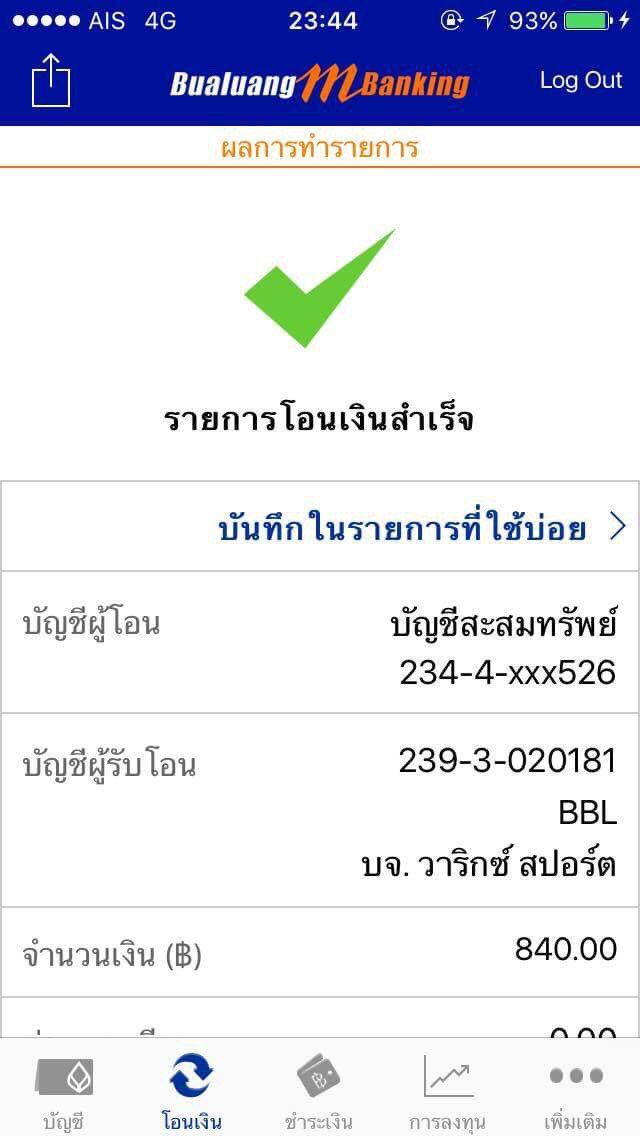 AIS 4G 23:44 93%
Bualuang mBanking Log Out
ผลการทำรายการ
รายการโอนเงินสำเร็จ
บันทึกในรายการที่ใช้บ่อย
บัญชีผู้โอน บัญชีสะสมทรัพย์
234-4-xxx526
บัญชีผู้รับโอน 239-3-020181
BBL
บจ. วาริกซ์ สปอร์ต
จำนวนเงิน (฿) 840.00
บัญชี โอนเงิน ชำระเงิน การลงทุน เพิ่มเติม